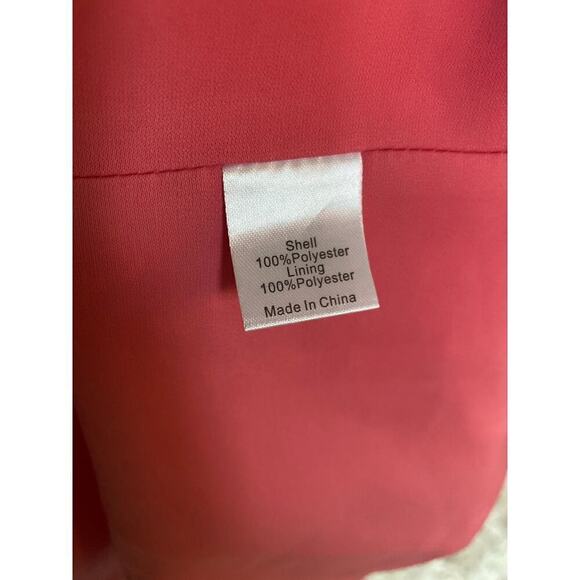 Shell
100%Polyester
Lining
100%Polyester
Made In China